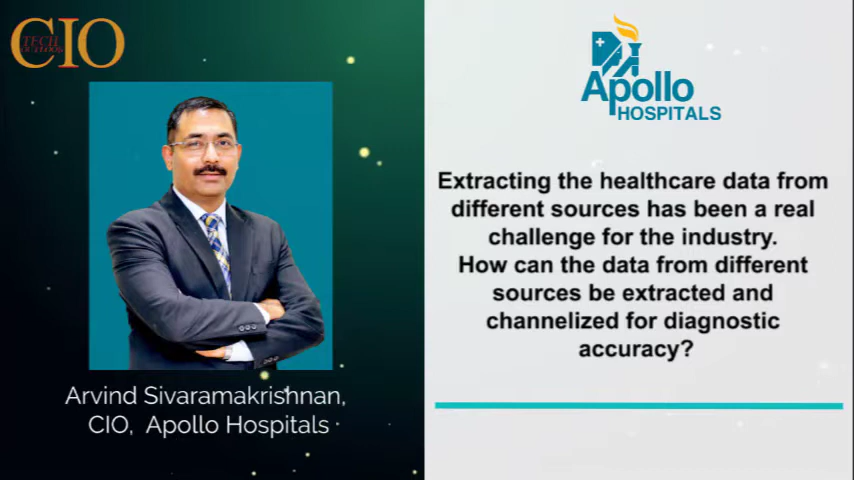 CIO
TECH
OUTLOOK
Arvind Sivaramakrishnan,
CIO, Apollo Hospitals
Apollo
HOSPITALS
Extracting the healthcare data from
different sources has been a real
challenge for the industry.
How can the data from different
sources be extracted and
channelized for diagnostic
accuracy?